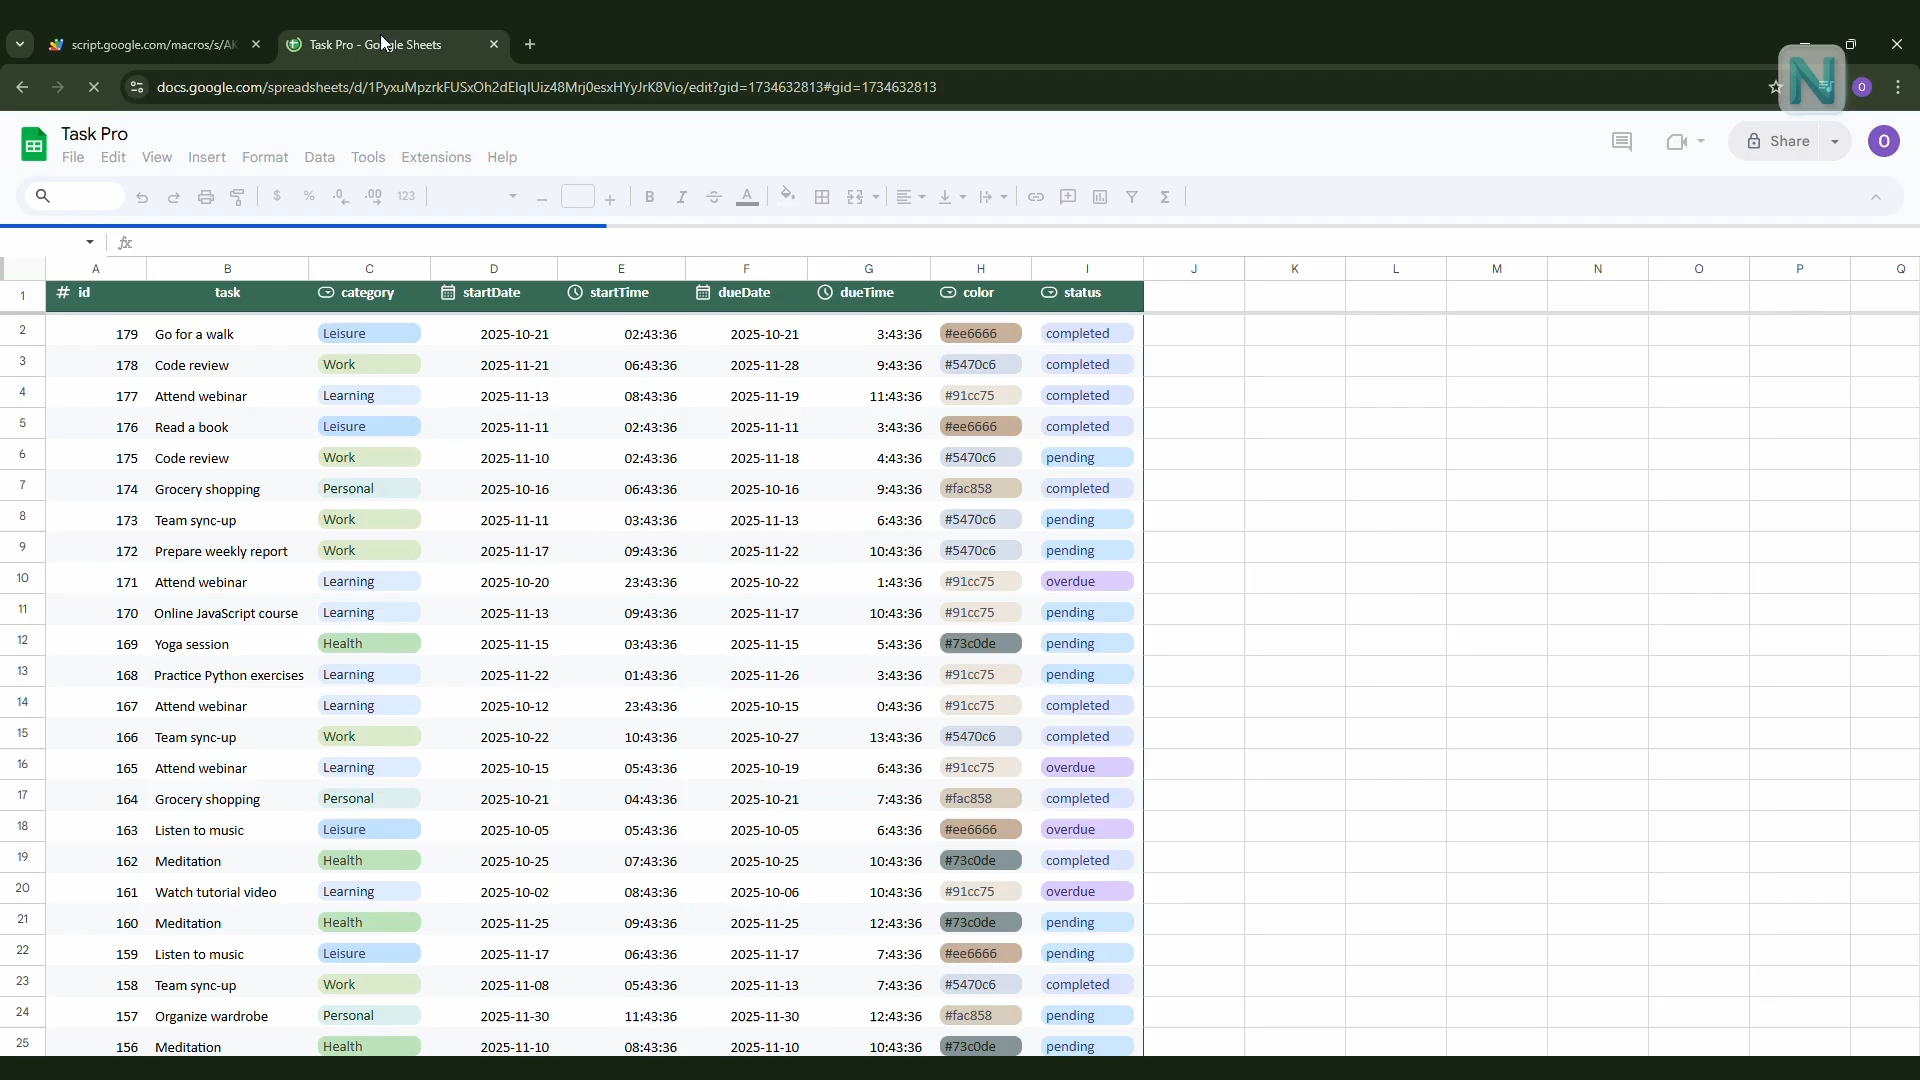 script.google.com/macros/s/AK
Task Pro - Google Sheets
docs.google.com/spreadsheets/d/1PyxuMpzrkFUSxOh2dElqlUiz48Mrj0esxHYyJrK8Vio/edit?gid=1734632813#gid=1734632813
N
O
Task Pro
File Edit View Insert Format Data Tools Extensions Help
Share
O
$ % .0 .00 123 B I S A Σ
fx
A B C D E F G H I J K L M N O P Q
1 # id task category startDate startTime dueDate dueTime color status
2 179 Go for a walk Leisure 2025-10-21 02:43:36 2025-10-21 3:43:36 #ee6666 completed
3 178 Code review Work 2025-11-21 06:43:36 2025-11-28 9:43:36 #5470c6 completed
4 177 Attend webinar Learning 2025-11-13 08:43:36 2025-11-19 11:43:36 #91cc75 completed
5 176 Read a book Leisure 2025-11-11 02:43:36 2025-11-11 3:43:36 #ee6666 completed
6 175 Code review Work 2025-11-10 02:43:36 2025-11-18 4:43:36 #5470c6 pending
7 174 Grocery shopping Personal 2025-10-16 06:43:36 2025-10-16 9:43:36 #fac858 completed
8 173 Team sync-up Work 2025-11-11 03:43:36 2025-11-13 6:43:36 #5470c6 pending
9 172 Prepare weekly report Work 2025-11-17 09:43:36 2025-11-22 10:43:36 #5470c6 pending
10 171 Attend webinar Learning 2025-10-20 23:43:36 2025-10-22 1:43:36 #91cc75 overdue
11 170 Online JavaScript course Learning 2025-11-13 09:43:36 2025-11-17 10:43:36 #91cc75 pending
12 169 Yoga session Health 2025-11-15 03:43:36 2025-11-15 5:43:36 #73c0de pending
13 168 Practice Python exercises Learning 2025-11-22 01:43:36 2025-11-26 3:43:36 #91cc75 pending
14 167 Attend webinar Learning 2025-10-12 23:43:36 2025-10-15 0:43:36 #91cc75 completed
15 166 Team sync-up Work 2025-10-22 10:43:36 2025-10-27 13:43:36 #5470c6 completed
16 165 Attend webinar Learning 2025-10-15 05:43:36 2025-10-19 6:43:36 #91cc75 overdue
17 164 Grocery shopping Personal 2025-10-21 04:43:36 2025-10-21 7:43:36 #fac858 completed
18 163 Listen to music Leisure 2025-10-05 05:43:36 2025-10-05 6:43:36 #ee6666 overdue
19 162 Meditation Health 2025-10-25 07:43:36 2025-10-25 10:43:36 #73c0de completed
20 161 Watch tutorial video Learning 2025-10-02 08:43:36 2025-10-06 10:43:36 #91cc75 overdue
21 160 Meditation Health 2025-11-25 09:43:36 2025-11-25 12:43:36 #73c0de pending
22 159 Listen to music Leisure 2025-11-17 06:43:36 2025-11-17 7:43:36 #ee6666 pending
23 158 Team sync-up Work 2025-11-08 05:43:36 2025-11-13 7:43:36 #5470c6 completed
24 157 Organize wardrobe Personal 2025-11-30 11:43:36 2025-11-30 12:43:36 #fac858 pending
25 156 Meditation Health 2025-11-10 08:43:36 2025-11-10 10:43:36 #73c0de pending